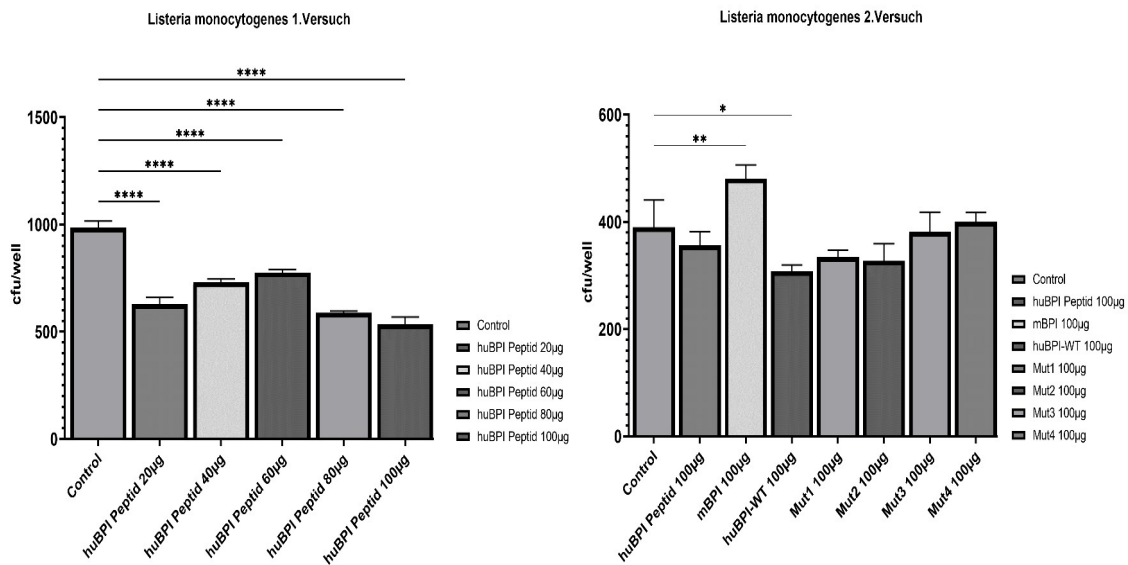 Listeria monocytogenes 1.Versuch
****
****
****
****
****
1500
1000
500
0
cfu/well
Control
huBPI Peptid 20µg
huBPI Peptid 40µg
huBPI Peptid 60µg
huBPI Peptid 80µg
huBPI Peptid 100µg
Control
huBPI Peptid 20µg
huBPI Peptid 40µg
huBPI Peptid 60µg
huBPI Peptid 80µg
huBPI Peptid 100µg
Listeria monocytogenes 2.Versuch
*
**
600
400
200
0
cfu/well
Control
huBPI Peptid 100µg
mBPI 100µg
huBPI-WT 100µg
Mut1 100µg
Mut2 100µg
Mut3 100µg
Mut4 100µg
Control
huBPI Peptid 100µg
mBPI 100µg
huBPI-WT 100µg
Mut1 100µg
Mut2 100µg
Mut3 100µg
Mut4 100µg